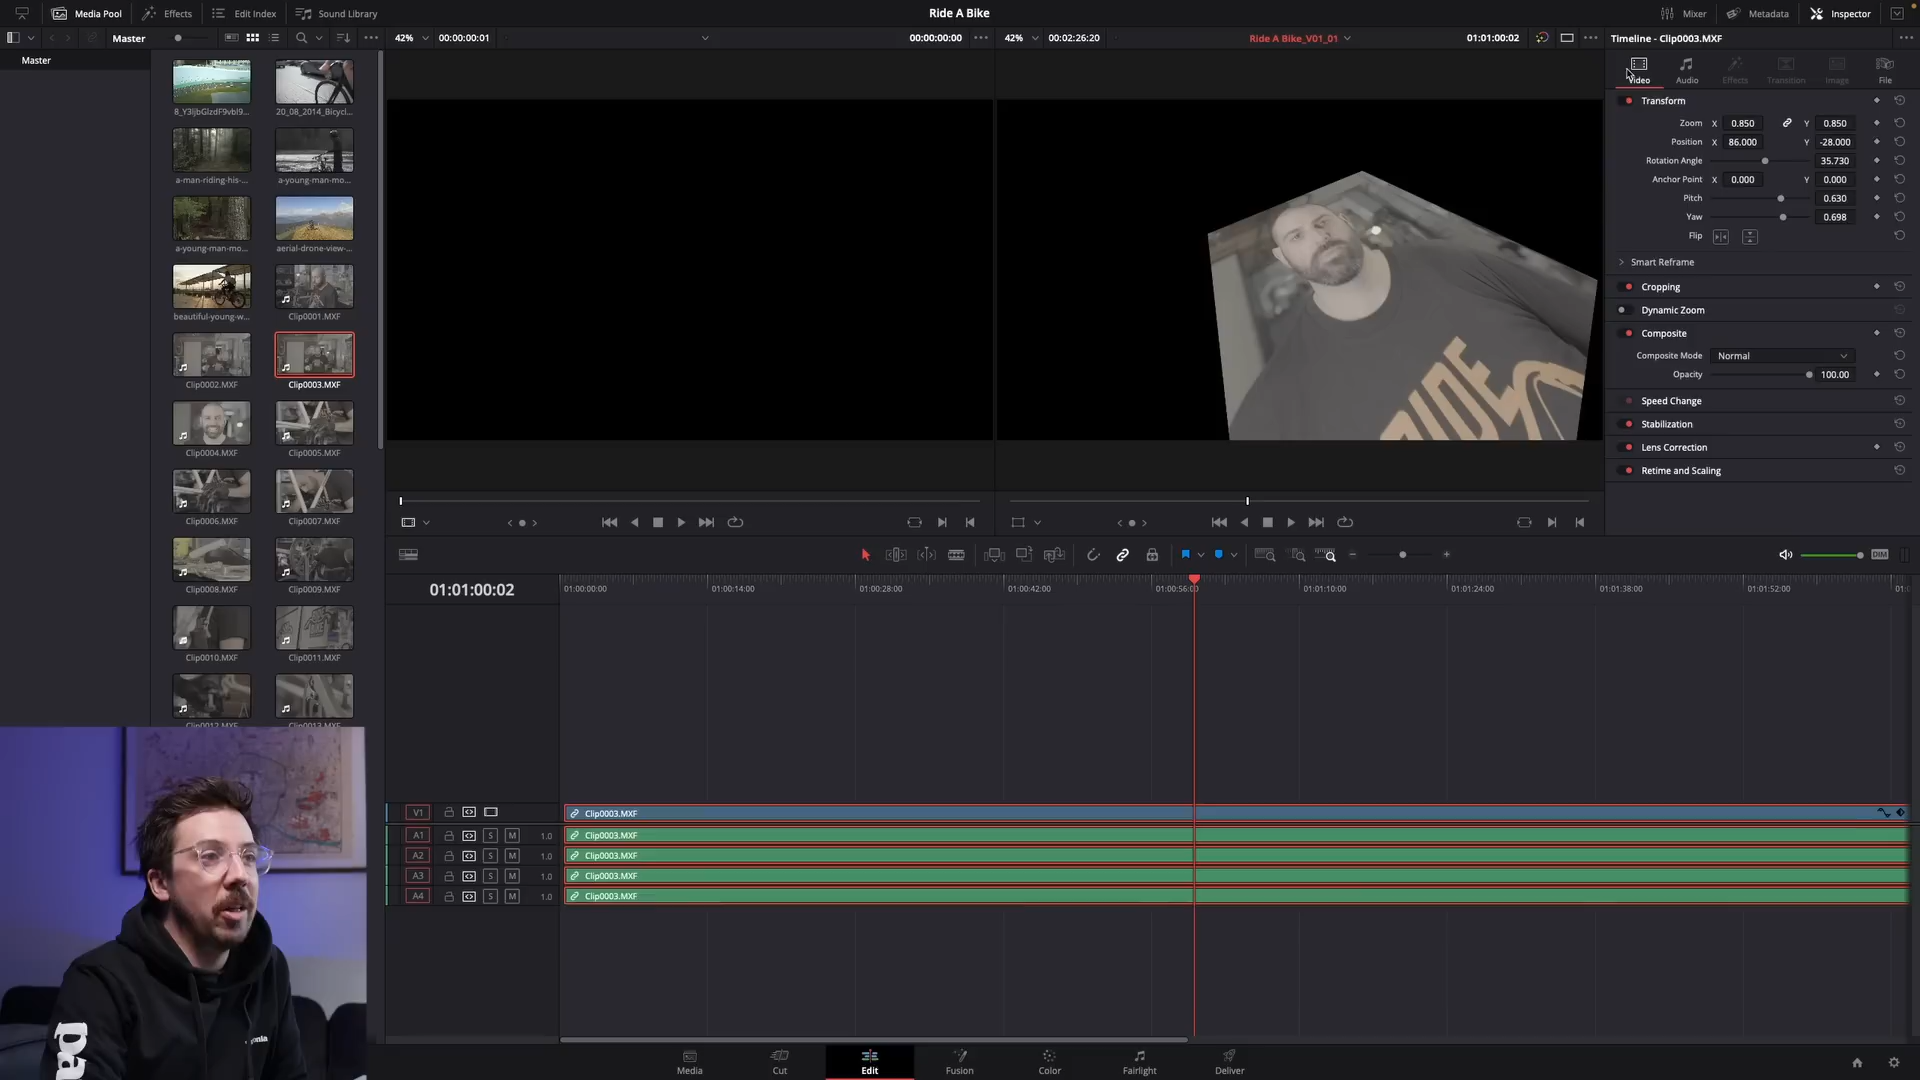 Media Pool Effects Edit Index Sound Library Ride A Bike Mixer Metadata Inspector
Master 42% 00:00:00:01 00:00:00:00 42% 00:02:26:20 Ride A Bike_V01_01 01:01:00:02 Timeline - Clip0003.MXF
Master
Video Audio Effects Transition Image File
8_Y3IjbGlzdF9vbI9... 20_08_2014_Bicycl...
a-man-riding-his-... a-young-man-mo...
a-young-man-mo... aerial-drone-view-...
beautiful-young-w... Clip0001.MXF
Clip0002.MXF Clip0003.MXF
Clip0004.MXF Clip0005.MXF
Clip0006.MXF Clip0007.MXF
Clip0008.MXF Clip0009.MXF
Clip0010.MXF Clip0011.MXF
Clip0012.MXF Clip0013.MXF
RIDE
Transform
Zoom X 0.850 Y 0.850
Position X 86.000 Y -28.000
Rotation Angle 35.730
Anchor Point X 0.000 Y 0.000
Pitch 0.630
Yaw 0.698
Flip
Smart Reframe
Cropping
Dynamic Zoom
Composite
Composite Mode Normal
Opacity 100.00
Speed Change
Stabilization
Lens Correction
Retime and Scaling
DIM
01:01:00:02 01:00:00:00 01:00:14:00 01:00:28:00 01:00:42:00 01:00:56:00 01:01:10:00 01:01:24:00 01:01:38:00 01:01:52:00
V1 Clip0003.MXF
A1 S M 1.0 Clip0003.MXF
A2 S M 1.0 Clip0003.MXF
A3 S M 1.0 Clip0003.MXF
A4 S M 1.0 Clip0003.MXF
Media Cut Edit Fusion Color Fairlight Deliver